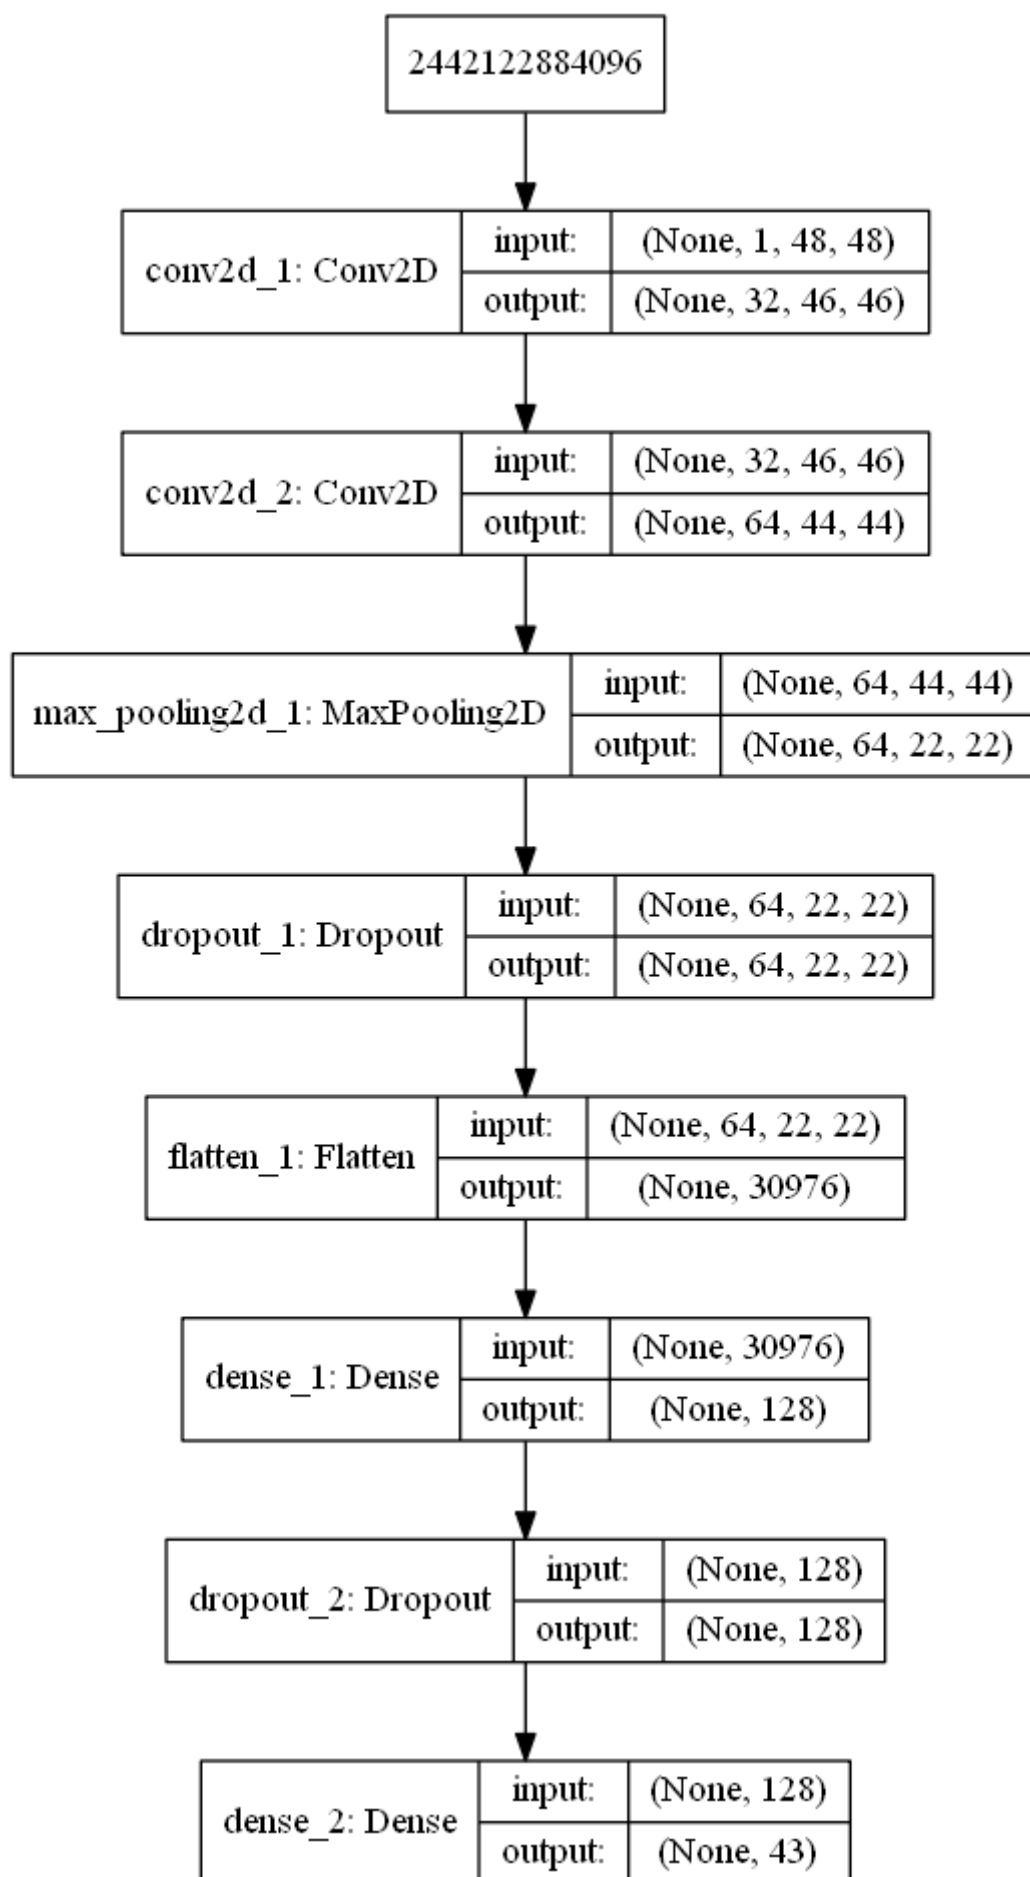 2442122884096
conv2d_1: Conv2D
input: (None, 1, 48, 48)
output: (None, 32, 46, 46)
conv2d_2: Conv2D
input: (None, 32, 46, 46)
output: (None, 64, 44, 44)
max_pooling2d_1: MaxPooling2D
input: (None, 64, 44, 44)
output: (None, 64, 22, 22)
dropout_1: Dropout
input: (None, 64, 22, 22)
output: (None, 64, 22, 22)
flatten_1: Flatten
input: (None, 64, 22, 22)
output: (None, 30976)
dense_1: Dense
input: (None, 30976)
output: (None, 128)
dropout_2: Dropout
input: (None, 128)
output: (None, 128)
dense_2: Dense
input: (None, 128)
output: (None, 43)